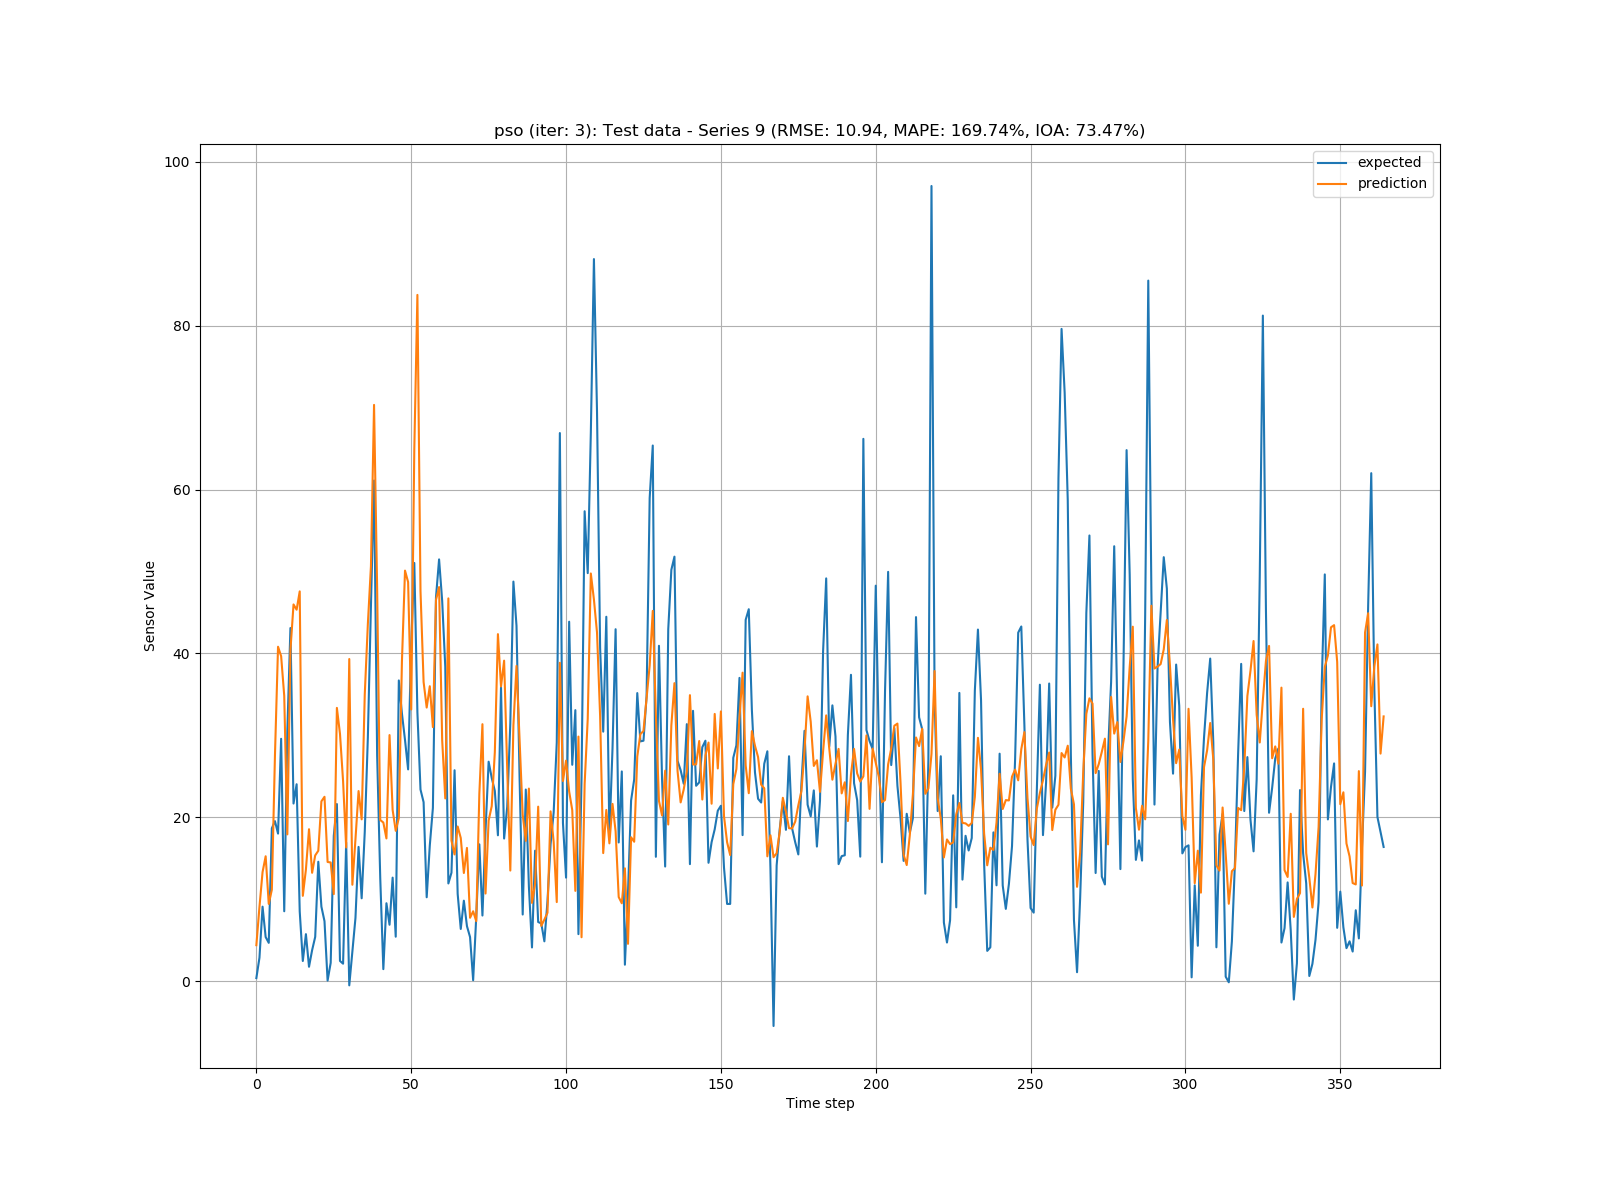 pso (iter: 3): Test data - Series 9 (RMSE: 10.94, MAPE: 169.74%, IOA: 73.47%)
expected
prediction
100
80
60
40
20
0
Sensor Value
0 50 100 150 200 250 300 350
Time step